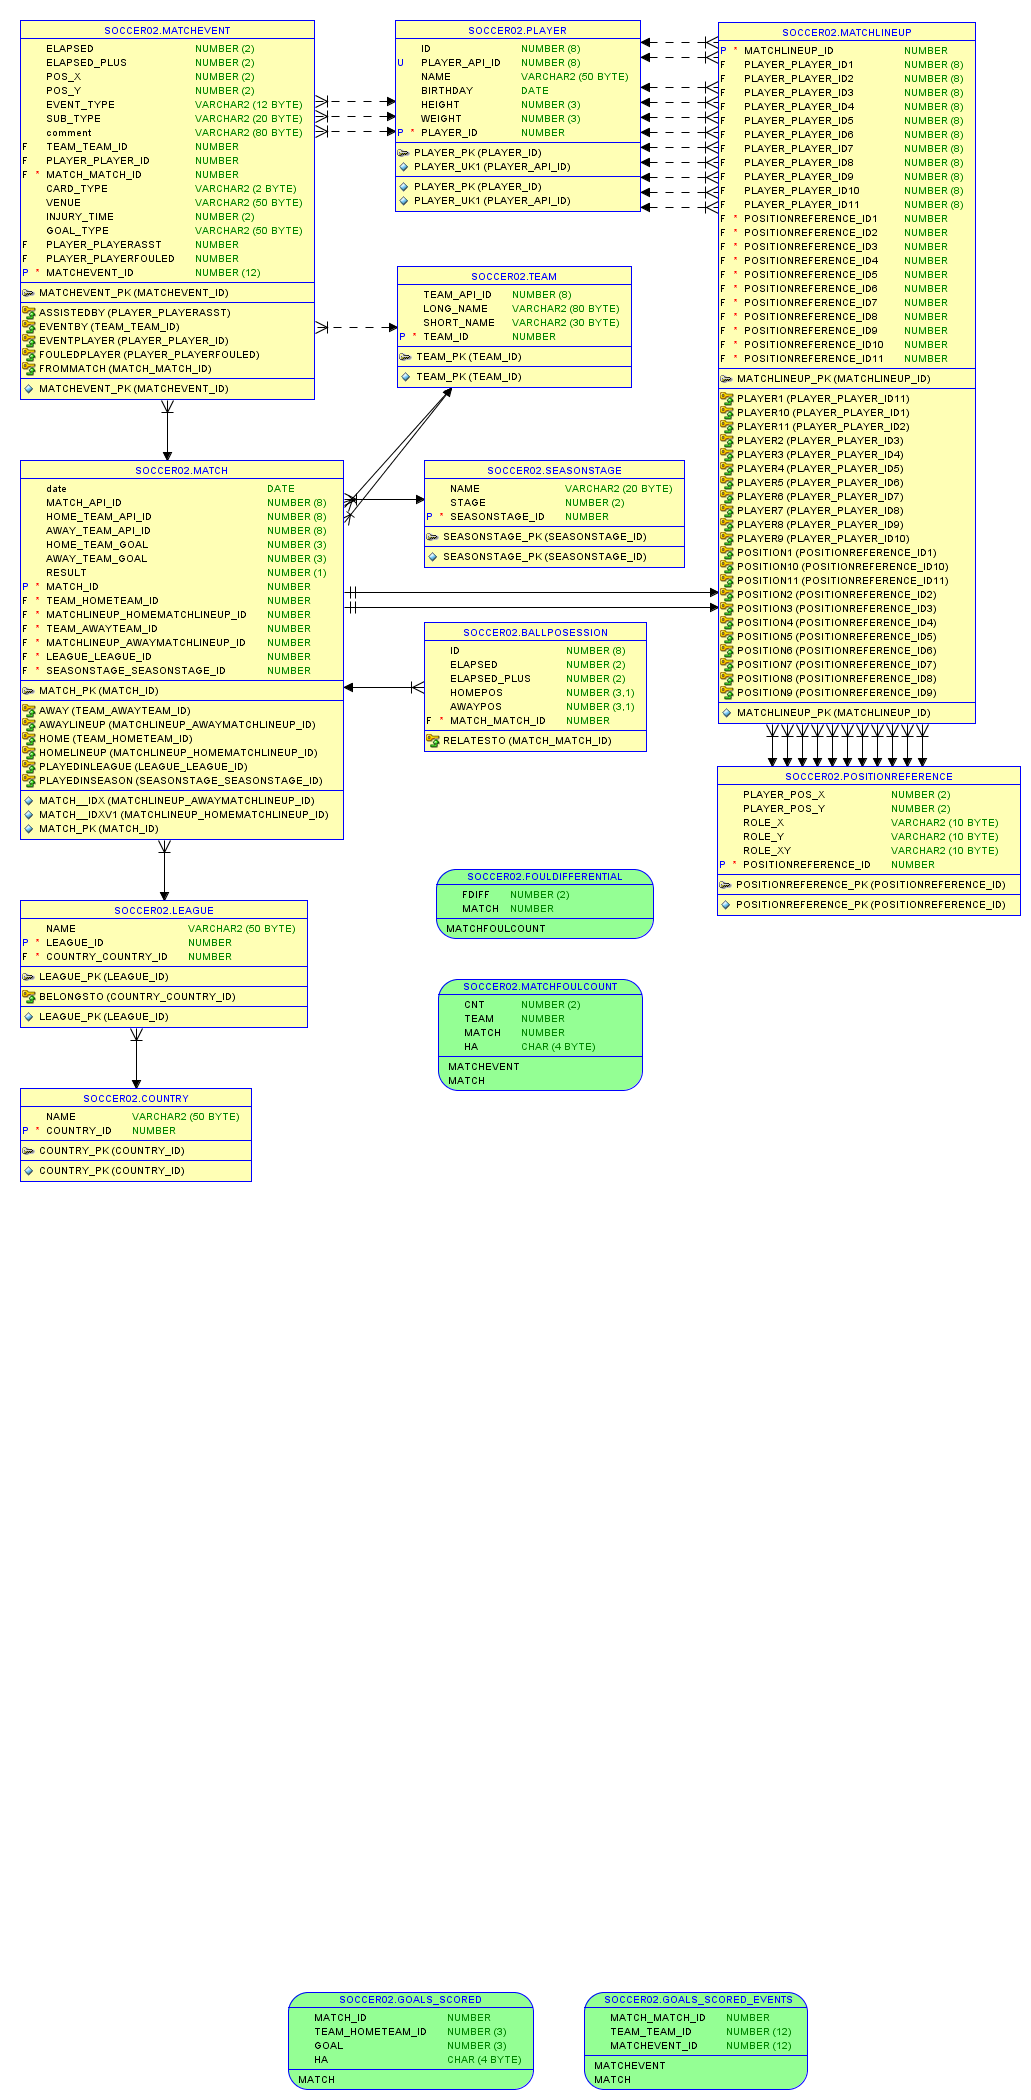 SOCCER02.MATCHEVENT
ELAPSED NUMBER (2)
ELAPSED_PLUS NUMBER (2)
POS_X NUMBER (2)
POS_Y NUMBER (2)
EVENT_TYPE VARCHAR2 (12 BYTE)
SUB_TYPE VARCHAR2 (20 BYTE)
comment VARCHAR2 (80 BYTE)
F TEAM_TEAM_ID NUMBER
F PLAYER_PLAYER_ID NUMBER
F * MATCH_MATCH_ID NUMBER
CARD_TYPE VARCHAR2 (2 BYTE)
VENUE VARCHAR2 (50 BYTE)
INJURY_TIME NUMBER (2)
GOAL_TYPE VARCHAR2 (50 BYTE)
F PLAYER_PLAYERASST NUMBER
F PLAYER_PLAYERFOULED NUMBER
P * MATCHEVENT_ID NUMBER (12)
MATCHEVENT_PK (MATCHEVENT_ID)
ASSISTEDBY (PLAYER_PLAYERASST)
EVENTBY (TEAM_TEAM_ID)
EVENTPLAYER (PLAYER_PLAYER_ID)
FOULEDPLAYER (PLAYER_PLAYERFOULED)
FROMMATCH (MATCH_MATCH_ID)
MATCHEVENT_PK (MATCHEVENT_ID)
SOCCER02.PLAYER
ID NUMBER (8)
U PLAYER_API_ID NUMBER (8)
NAME VARCHAR2 (50 BYTE)
BIRTHDAY DATE
HEIGHT NUMBER (3)
WEIGHT NUMBER (3)
P * PLAYER_ID NUMBER
PLAYER_PK (PLAYER_ID)
PLAYER_UK1 (PLAYER_API_ID)
PLAYER_PK (PLAYER_ID)
PLAYER_UK1 (PLAYER_API_ID)
SOCCER02.MATCHLINEUP
P * MATCHLINEUP_ID NUMBER
F PLAYER_PLAYER_ID1 NUMBER (8)
F PLAYER_PLAYER_ID2 NUMBER (8)
F PLAYER_PLAYER_ID3 NUMBER (8)
F PLAYER_PLAYER_ID4 NUMBER (8)
F PLAYER_PLAYER_ID5 NUMBER (8)
F PLAYER_PLAYER_ID6 NUMBER (8)
F PLAYER_PLAYER_ID7 NUMBER (8)
F PLAYER_PLAYER_ID8 NUMBER (8)
F PLAYER_PLAYER_ID9 NUMBER (8)
F PLAYER_PLAYER_ID10 NUMBER (8)
F PLAYER_PLAYER_ID11 NUMBER (8)
F * POSITIONREFERENCE_ID1 NUMBER
F * POSITIONREFERENCE_ID2 NUMBER
F * POSITIONREFERENCE_ID3 NUMBER
F * POSITIONREFERENCE_ID4 NUMBER
F * POSITIONREFERENCE_ID5 NUMBER
F * POSITIONREFERENCE_ID6 NUMBER
F * POSITIONREFERENCE_ID7 NUMBER
F * POSITIONREFERENCE_ID8 NUMBER
F * POSITIONREFERENCE_ID9 NUMBER
F * POSITIONREFERENCE_ID10 NUMBER
F * POSITIONREFERENCE_ID11 NUMBER
MATCHLINEUP_PK (MATCHLINEUP_ID)
PLAYER1 (PLAYER_PLAYER_ID11)
PLAYER10 (PLAYER_PLAYER_ID1)
PLAYER11 (PLAYER_PLAYER_ID2)
PLAYER2 (PLAYER_PLAYER_ID3)
PLAYER3 (PLAYER_PLAYER_ID4)
PLAYER4 (PLAYER_PLAYER_ID5)
PLAYER5 (PLAYER_PLAYER_ID6)
PLAYER6 (PLAYER_PLAYER_ID7)
PLAYER7 (PLAYER_PLAYER_ID8)
PLAYER8 (PLAYER_PLAYER_ID9)
PLAYER9 (PLAYER_PLAYER_ID10)
POSITION1 (POSITIONREFERENCE_ID1)
POSITION10 (POSITIONREFERENCE_ID10)
POSITION11 (POSITIONREFERENCE_ID11)
POSITION2 (POSITIONREFERENCE_ID2)
POSITION3 (POSITIONREFERENCE_ID3)
POSITION4 (POSITIONREFERENCE_ID4)
POSITION5 (POSITIONREFERENCE_ID5)
POSITION6 (POSITIONREFERENCE_ID6)
POSITION7 (POSITIONREFERENCE_ID7)
POSITION8 (POSITIONREFERENCE_ID8)
POSITION9 (POSITIONREFERENCE_ID9)
MATCHLINEUP_PK (MATCHLINEUP_ID)
SOCCER02.TEAM
TEAM_API_ID NUMBER (8)
LONG_NAME VARCHAR2 (80 BYTE)
SHORT_NAME VARCHAR2 (30 BYTE)
P * TEAM_ID NUMBER
TEAM_PK (TEAM_ID)
TEAM_PK (TEAM_ID)
SOCCER02.MATCH
date DATE
MATCH_API_ID NUMBER (8)
HOME_TEAM_API_ID NUMBER (8)
AWAY_TEAM_API_ID NUMBER (8)
HOME_TEAM_GOAL NUMBER (3)
AWAY_TEAM_GOAL NUMBER (3)
RESULT NUMBER (1)
P * MATCH_ID NUMBER
F * TEAM_HOMETEAM_ID NUMBER
F * MATCHLINEUP_HOMEMATCHLINEUP_ID NUMBER
F * TEAM_AWAYTEAM_ID NUMBER
F * MATCHLINEUP_AWAYMATCHLINEUP_ID NUMBER
F * LEAGUE_LEAGUE_ID NUMBER
F * SEASONSTAGE_SEASONSTAGE_ID NUMBER
MATCH_PK (MATCH_ID)
AWAY (TEAM_AWAYTEAM_ID)
AWAYLINEUP (MATCHLINEUP_AWAYMATCHLINEUP_ID)
HOME (TEAM_HOMETEAM_ID)
HOMELINEUP (MATCHLINEUP_HOMEMATCHLINEUP_ID)
PLAYEDINLEAGUE (LEAGUE_LEAGUE_ID)
PLAYEDINSEASON (SEASONSTAGE_SEASONSTAGE_ID)
MATCH__IDX (MATCHLINEUP_AWAYMATCHLINEUP_ID)
MATCH__IDXV1 (MATCHLINEUP_HOMEMATCHLINEUP_ID)
MATCH_PK (MATCH_ID)
SOCCER02.SEASONSTAGE
NAME VARCHAR2 (20 BYTE)
STAGE NUMBER (2)
P * SEASONSTAGE_ID NUMBER
SEASONSTAGE_PK (SEASONSTAGE_ID)
SEASONSTAGE_PK (SEASONSTAGE_ID)
SOCCER02.BALLPOSESSION
ID NUMBER (8)
ELAPSED NUMBER (2)
ELAPSED_PLUS NUMBER (2)
HOMEPOS NUMBER (3,1)
AWAYPOS NUMBER (3,1)
F * MATCH_MATCH_ID NUMBER
RELATESTO (MATCH_MATCH_ID)
SOCCER02.POSITIONREFERENCE
PLAYER_POS_X NUMBER (2)
PLAYER_POS_Y NUMBER (2)
ROLE_X VARCHAR2 (10 BYTE)
ROLE_Y VARCHAR2 (10 BYTE)
ROLE_XY VARCHAR2 (10 BYTE)
P * POSITIONREFERENCE_ID NUMBER
POSITIONREFERENCE_PK (POSITIONREFERENCE_ID)
POSITIONREFERENCE_PK (POSITIONREFERENCE_ID)
SOCCER02.FOULDIFFERENTIAL
FDIFF NUMBER (2)
MATCH NUMBER
MATCHFOULCOUNT
SOCCER02.LEAGUE
NAME VARCHAR2 (50 BYTE)
P * LEAGUE_ID NUMBER
F * COUNTRY_COUNTRY_ID NUMBER
LEAGUE_PK (LEAGUE_ID)
BELONGSTO (COUNTRY_COUNTRY_ID)
LEAGUE_PK (LEAGUE_ID)
SOCCER02.MATCHFOULCOUNT
CNT NUMBER (2)
TEAM NUMBER
MATCH NUMBER
HA CHAR (4 BYTE)
MATCHEVENT
MATCH
SOCCER02.COUNTRY
NAME VARCHAR2 (50 BYTE)
P * COUNTRY_ID NUMBER
COUNTRY_PK (COUNTRY_ID)
COUNTRY_PK (COUNTRY_ID)
SOCCER02.GOALS_SCORED
MATCH_ID NUMBER
TEAM_HOMETEAM_ID NUMBER (3)
GOAL NUMBER (3)
HA CHAR (4 BYTE)
MATCH
SOCCER02.GOALS_SCORED_EVENTS
MATCH_MATCH_ID NUMBER
TEAM_TEAM_ID NUMBER (12)
MATCHEVENT_ID NUMBER (12)
MATCHEVENT
MATCH